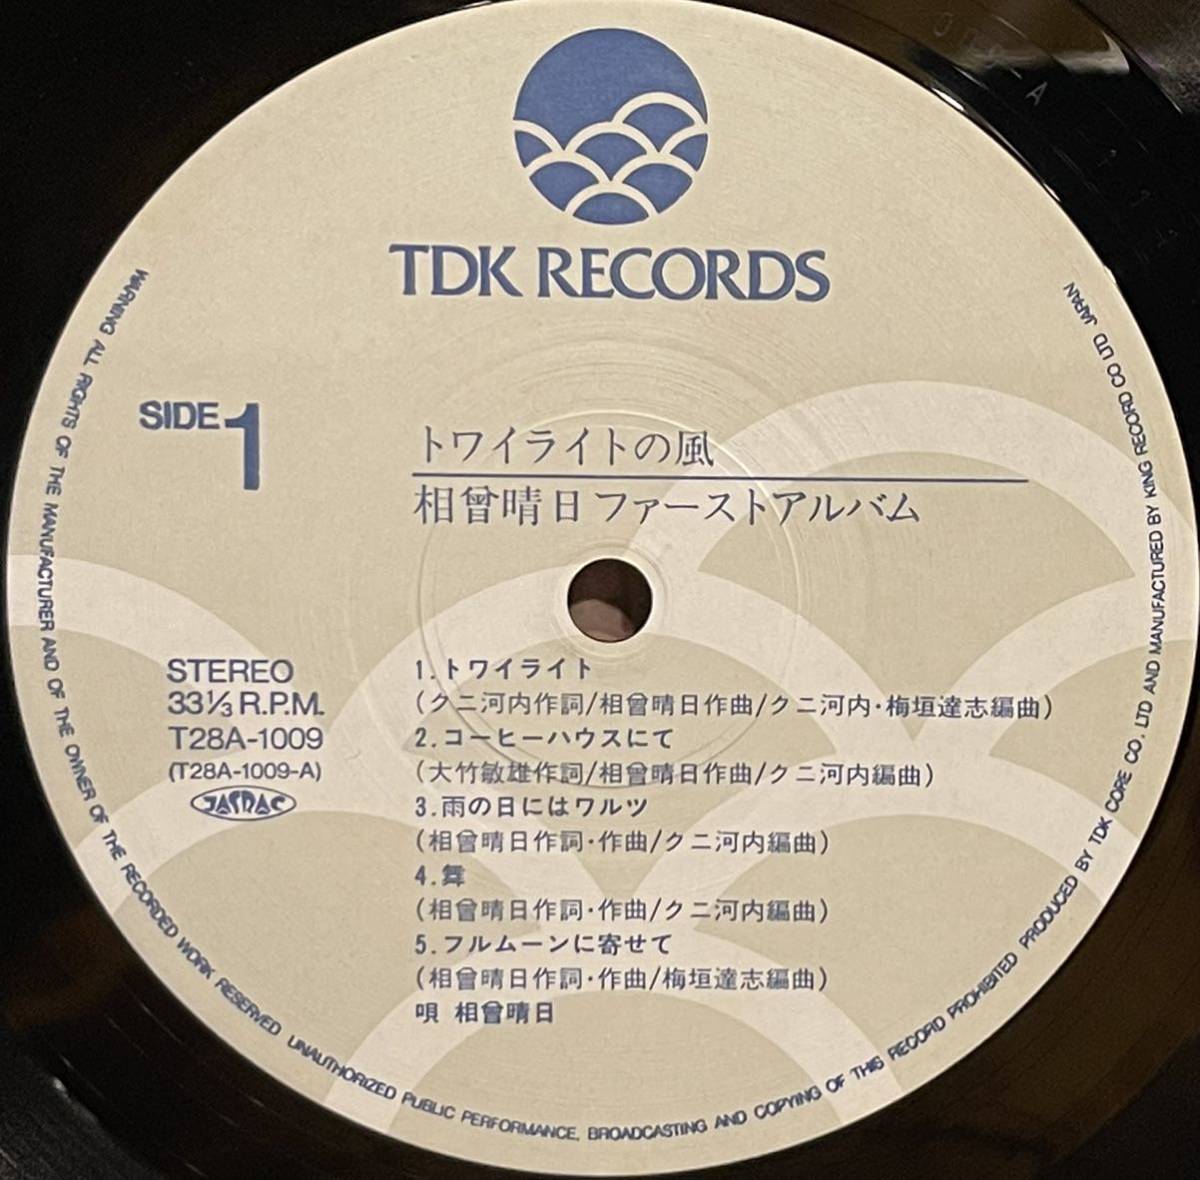 TDK RECORDS
SIDE 1
トワイライトの風
相曾晴日 ファーストアルバム
STEREO
33⅓ R.P.M.
T28A-1009
(T28A-1009-A)
JASRAC
1.トワイライト
(クニ河内作詞/相曾晴日作曲/クニ河内・梅垣達志編曲)
2.コーヒーハウスにて
(大竹敏雄作詞/相曾晴日作曲/クニ河内編曲)
3.雨の日にはワルツ
(相曾晴日作詞・作曲/クニ河内編曲)
4.舞
(相曾晴日作詞・作曲/クニ河内編曲)
5.フルムーンに寄せて
(相曾晴日作詞・作曲/梅垣達志編曲)
唄 相曾晴日
WARNING ALL RIGHTS OF THE MANUFACTURER AND OF THE OWNER OF THE RECORDED WORK RESERVED UNAUTHORIZED PUBLIC PERFORMANCE, BROADCASTING AND COPYING OF THIS RECORD PROHIBITED PRODUCED BY TDK CORE CO. LTD AND MANUFACTURED BY KING RECORD CO LTD JAPAN